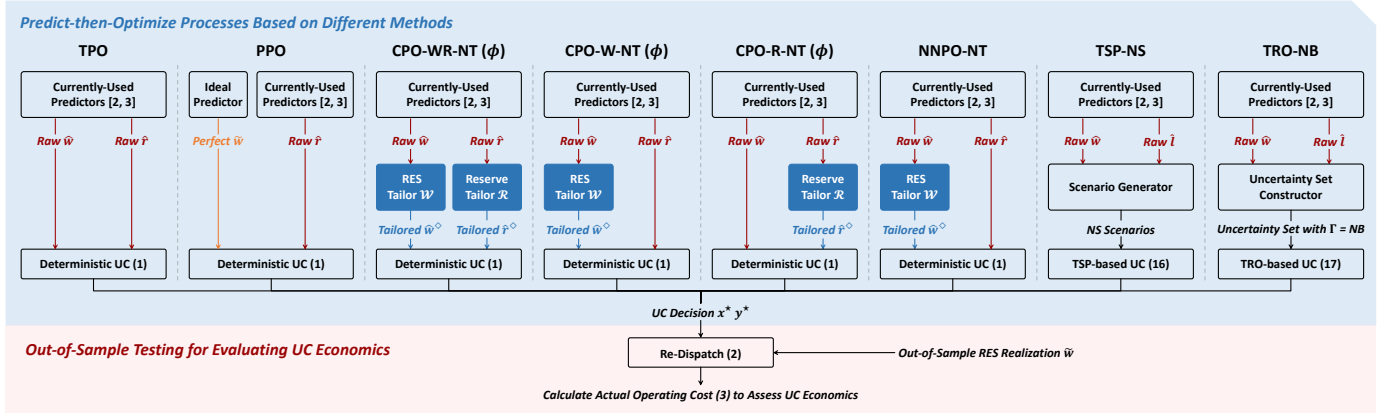 Predict-then-Optimize Processes Based on Different Methods
TPO
PPO
CPO-WR-NT (ϕ)
CPO-W-NT (ϕ)
CPO-R-NT (ϕ)
NNPO-NT
TSP-NS
TRO-NB
Currently-Used
Predictors [2, 3]
Ideal
Predictor
Currently-Used
Predictors [2, 3]
Currently-Used
Predictors [2, 3]
Currently-Used
Predictors [2, 3]
Currently-Used
Predictors [2, 3]
Currently-Used
Predictors [2, 3]
Currently-Used
Predictors [2, 3]
Currently-Used
Predictors [2, 3]
Raw ŵ
Raw r̂
Perfect w̃
Raw r̂
Raw ŵ
Raw r̂
Raw ŵ
Raw r̂
Raw ŵ
Raw r̂
Raw ŵ
Raw r̂
Raw ŵ
Raw l̂
Raw ŵ
Raw l̂
RES
Tailor 𝒲
Reserve
Tailor ℛ
RES
Tailor 𝒲
Reserve
Tailor ℛ
RES
Tailor 𝒲
Scenario Generator
Uncertainty Set
Constructor
Tailored ŵ◇
Tailored r̂◇
Tailored ŵ◇
Tailored r̂◇
Tailored ŵ◇
NS Scenarios
Uncertainty Set with Γ = NB
Deterministic UC (1)
Deterministic UC (1)
Deterministic UC (1)
Deterministic UC (1)
Deterministic UC (1)
Deterministic UC (1)
TSP-based UC (16)
TRO-based UC (17)
UC Decision x⋆ y⋆
Out-of-Sample Testing for Evaluating UC Economics
Re-Dispatch (2)
Out-of-Sample RES Realization w̃
Calculate Actual Operating Cost (3) to Assess UC Economics